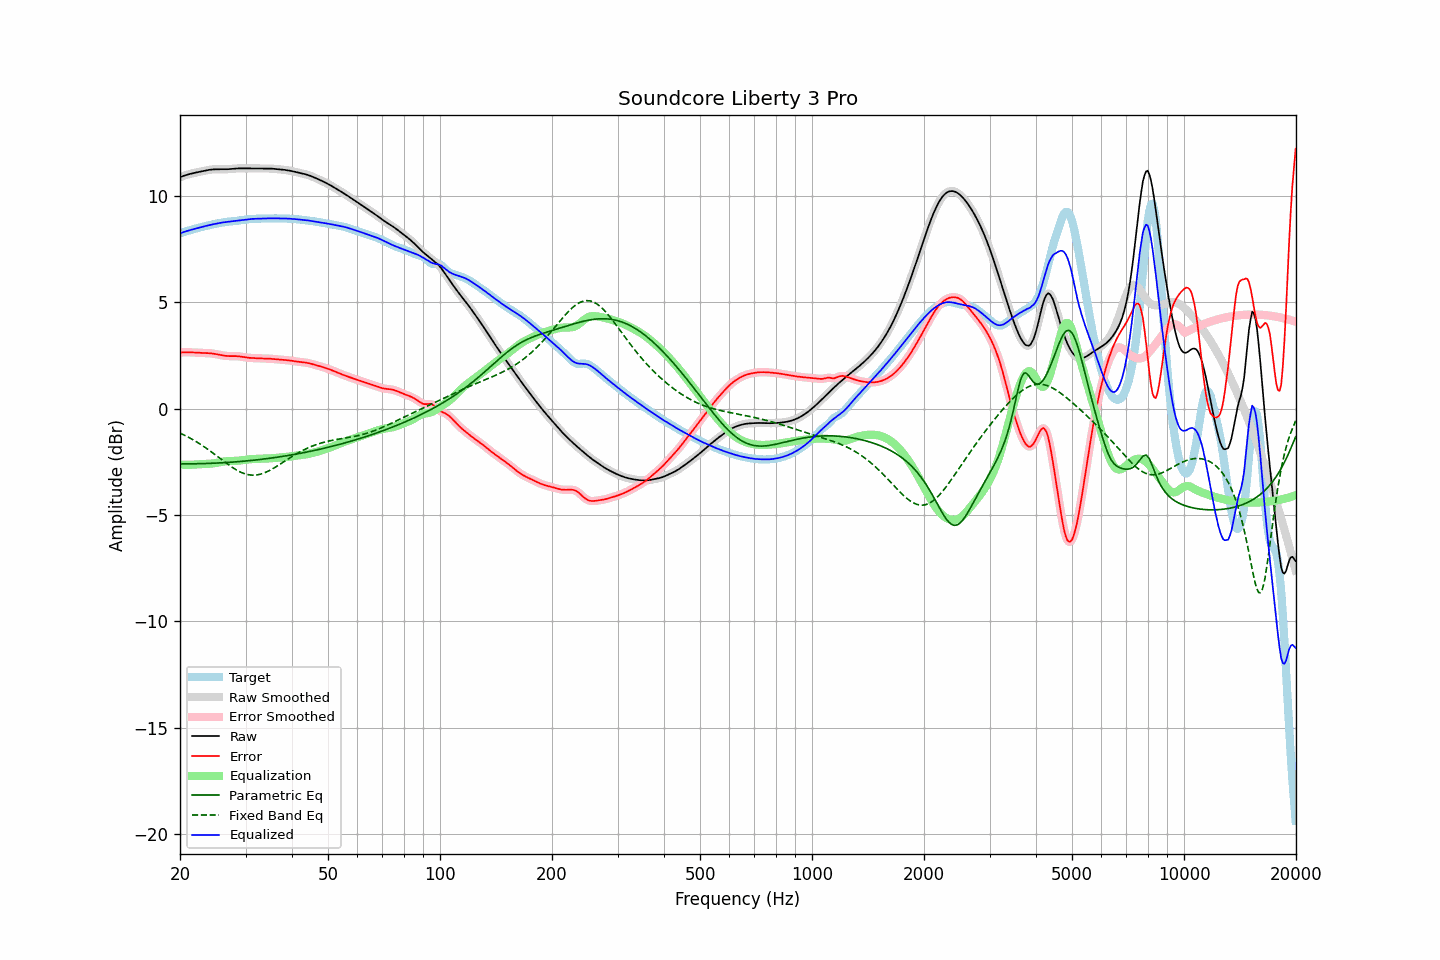 Soundcore Liberty 3 Pro
Amplitude (dBr)
10
5
0
−5
−10
−15
−20
Target
Raw Smoothed
Error Smoothed
Raw
Error
Equalization
Parametric Eq
Fixed Band Eq
Equalized
20 50 100 200 500 1000 2000 5000 10000 20000
Frequency (Hz)